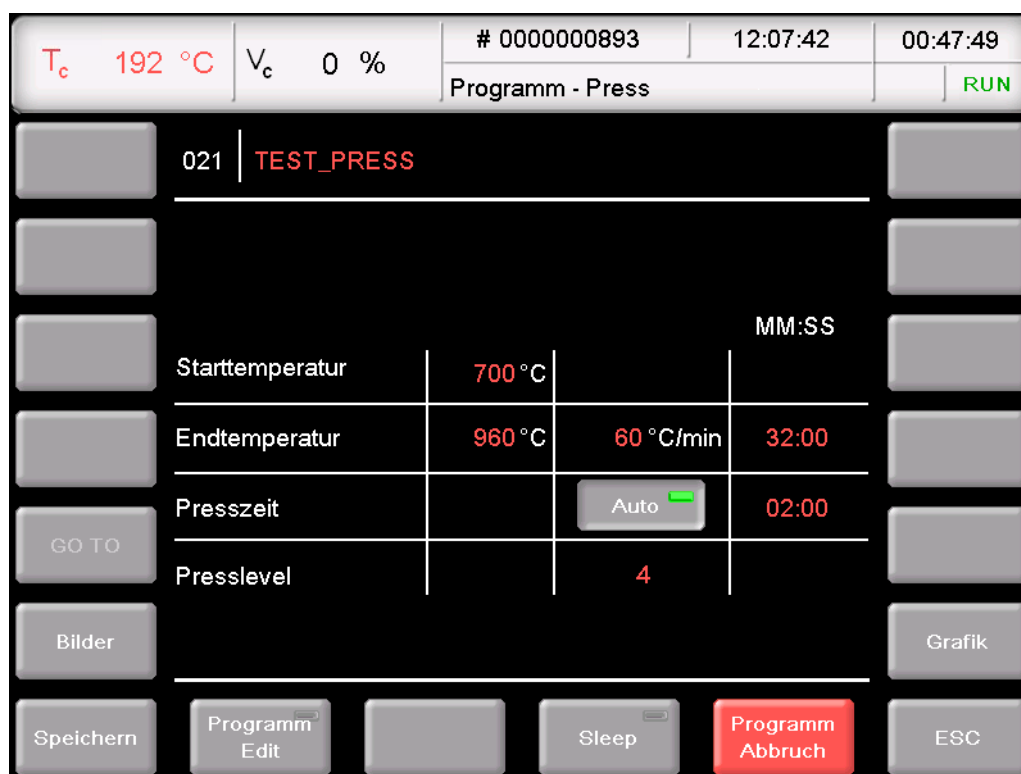 Tc 192 °C Vc 0 % # 0000000893 12:07:42 00:47:49
Programm - Press RUN
021 TEST_PRESS
MM:SS
Starttemperatur 700 °C
Endtemperatur 960 °C 60 °C/min 32:00
Presszeit Auto 02:00
GO TO
Presslevel 4
Bilder Grafik
Speichern Programm Edit Sleep Programm Abbruch ESC